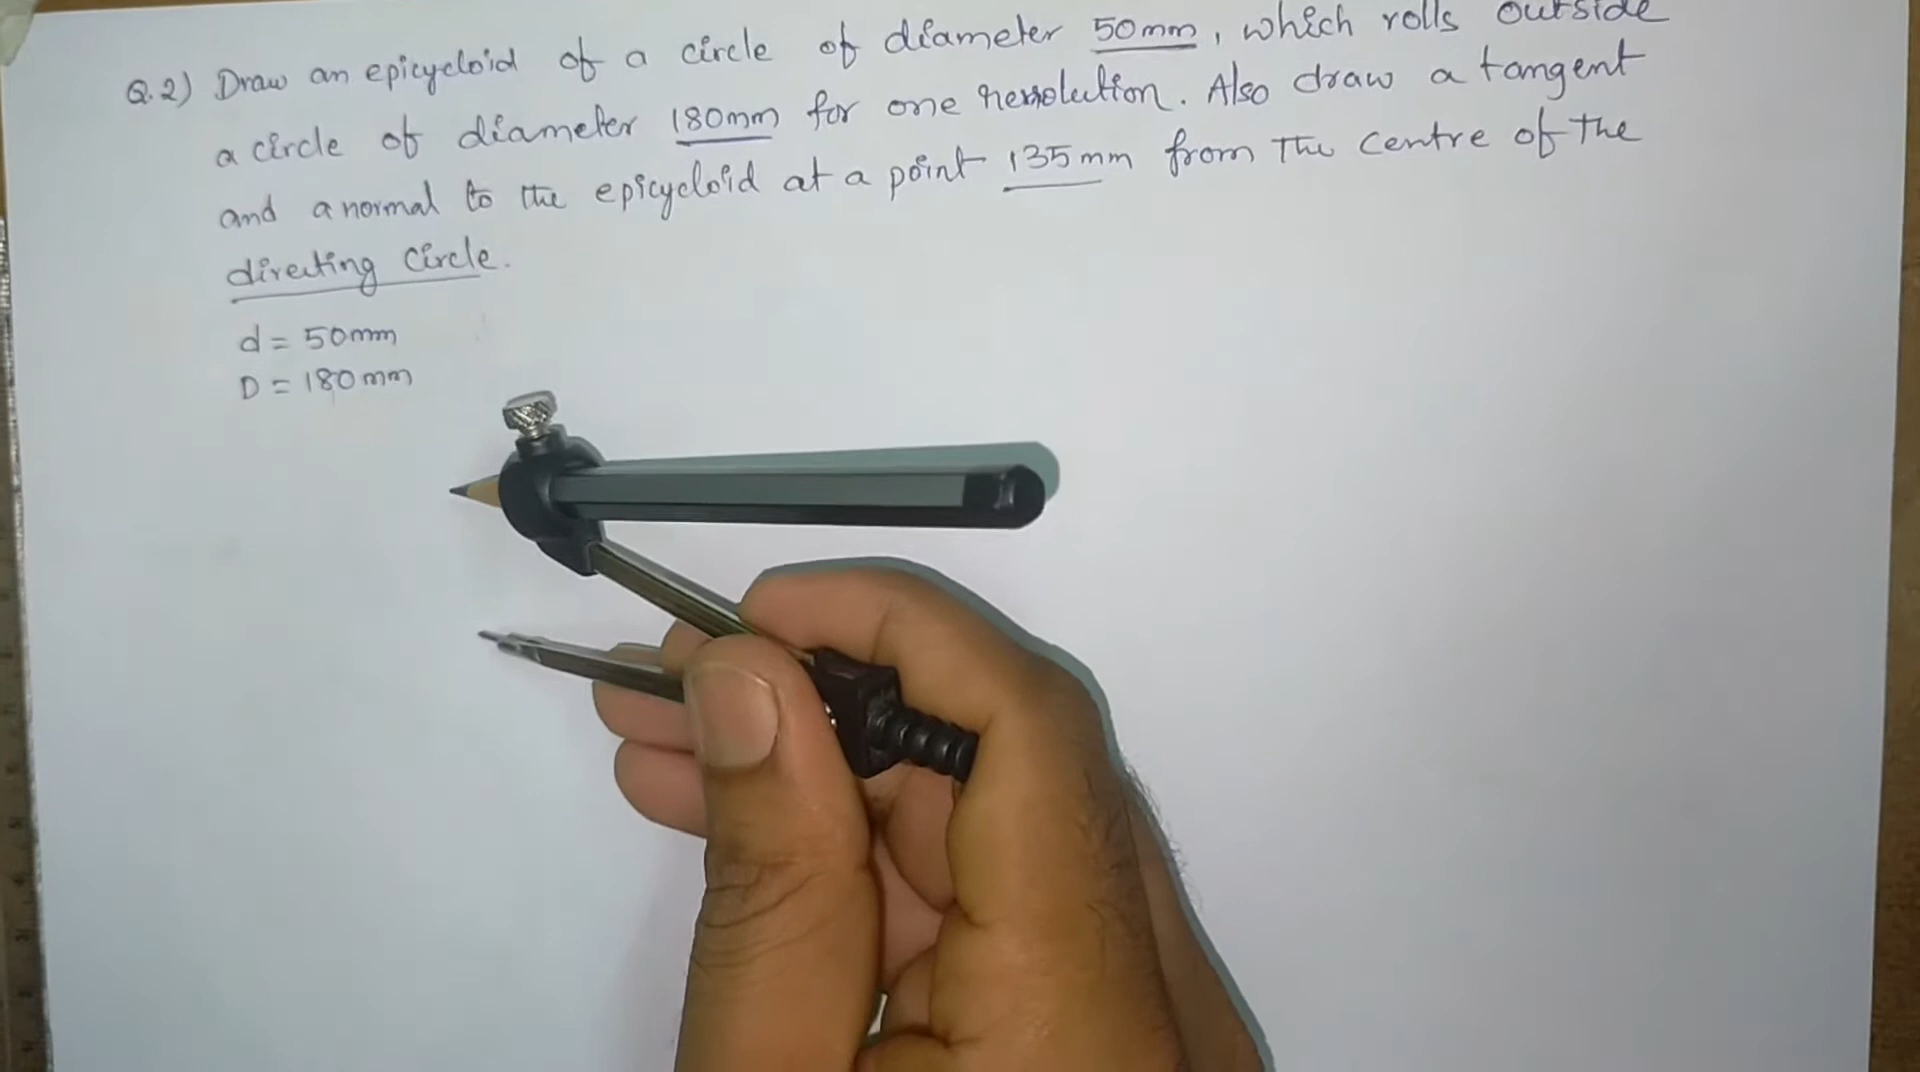 Q.2) Draw an epicycloid of a circle of diameter 50mm, which rolls outside
a circle of diameter 180mm for one revolution. Also draw a tangent
and a normal to the epicycloid at a point 135mm from the centre of the
directing circle.
d = 50mm
D = 180mm